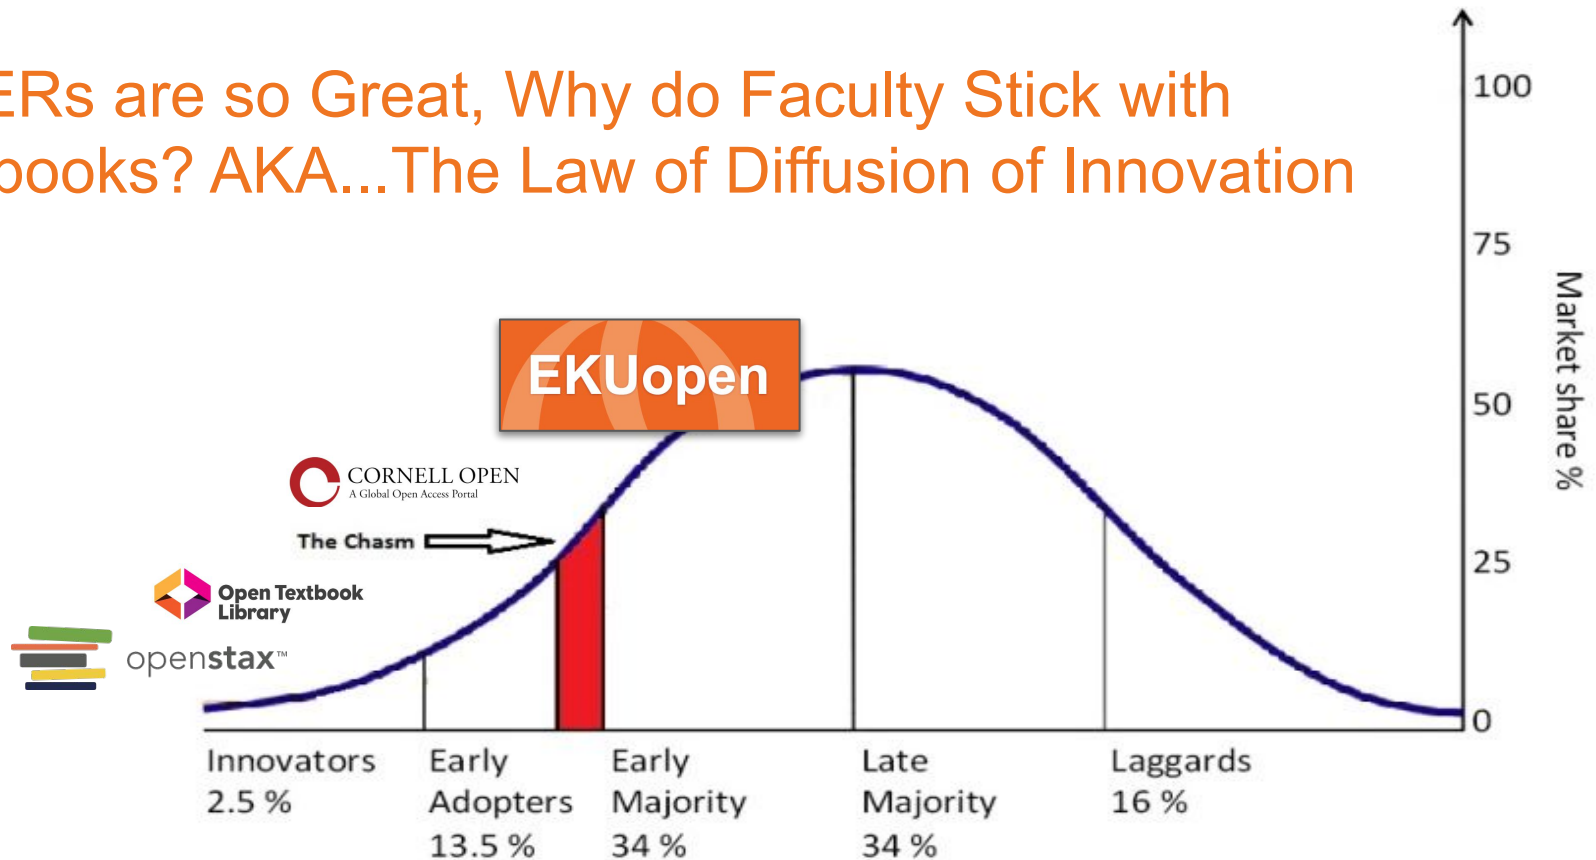 ERs are so Great, Why do Faculty Stick with
books? AKA...The Law of Diffusion of Innovation
100
75
50
25
0
Market share %
EKUopen
CORNELL OPEN
A Global Open Access Portal
The Chasm
Open Textbook
Library
openstax™
Innovators
2.5 %
Early
Adopters
13.5 %
Early
Majority
34 %
Late
Majority
34 %
Laggards
16 %